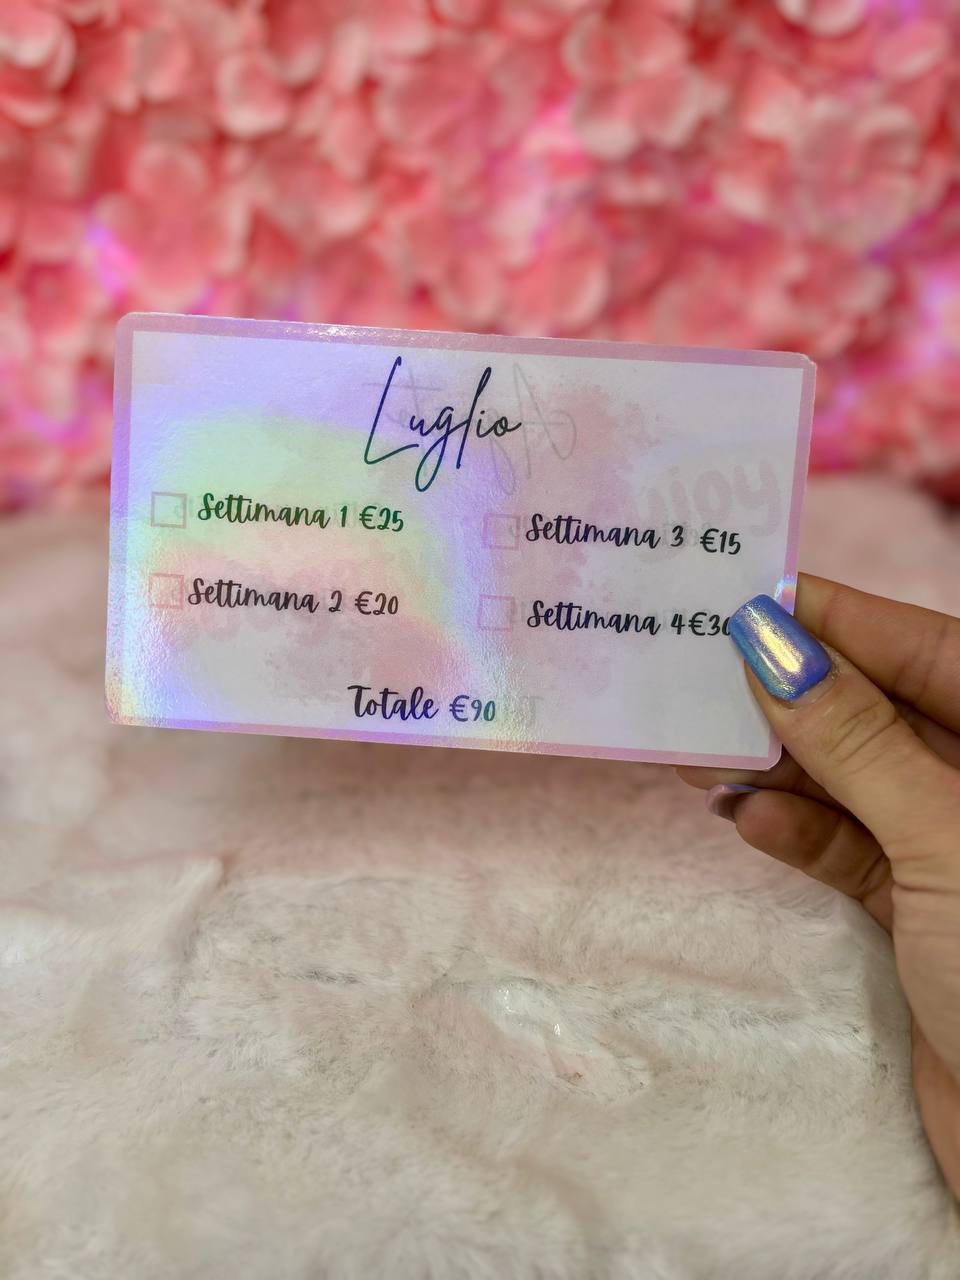 Luglio
Settimana 1 €25
Settimana 2 €20
Settimana 3 €15
Settimana 4 €30
Totale €90